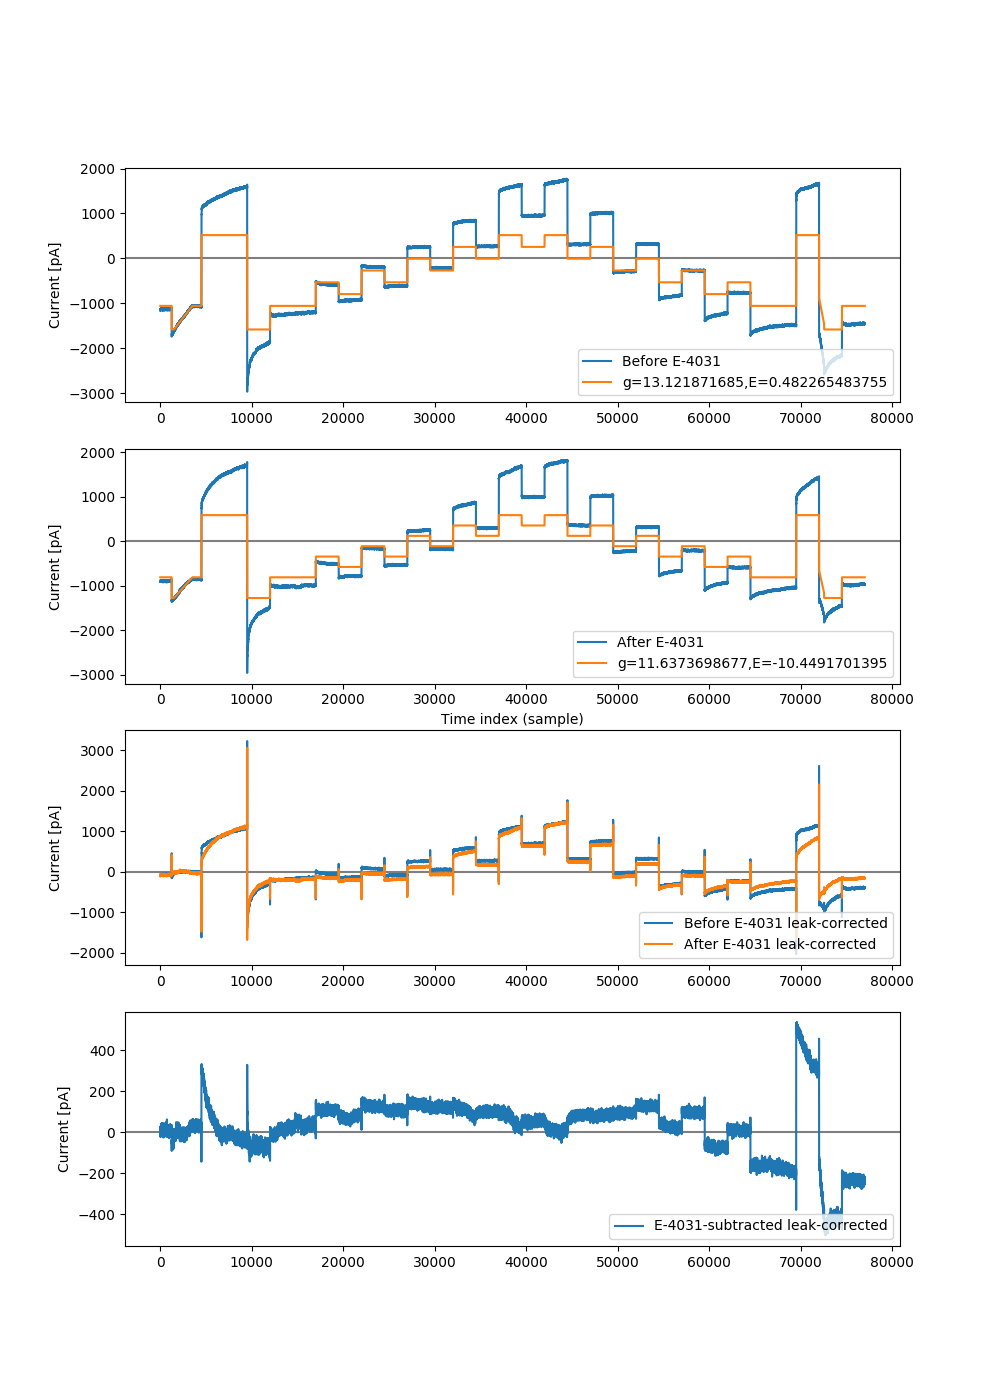 2000
1000
0
−1000
−2000
−3000
Current [pA]
Before E-4031
g=13.121871685,E=0.482265483755
0 10000 20000 30000 40000 50000 60000 70000 80000
2000
1000
0
−1000
−2000
−3000
Current [pA]
After E-4031
g=11.6373698677,E=-10.4491701395
0 10000 20000 30000 40000 50000 60000 70000 80000
Time index (sample)
3000
2000
1000
0
−1000
−2000
Current [pA]
Before E-4031 leak-corrected
After E-4031 leak-corrected
0 10000 20000 30000 40000 50000 60000 70000 80000
400
200
0
−200
−400
Current [pA]
E-4031-subtracted leak-corrected
0 10000 20000 30000 40000 50000 60000 70000 80000